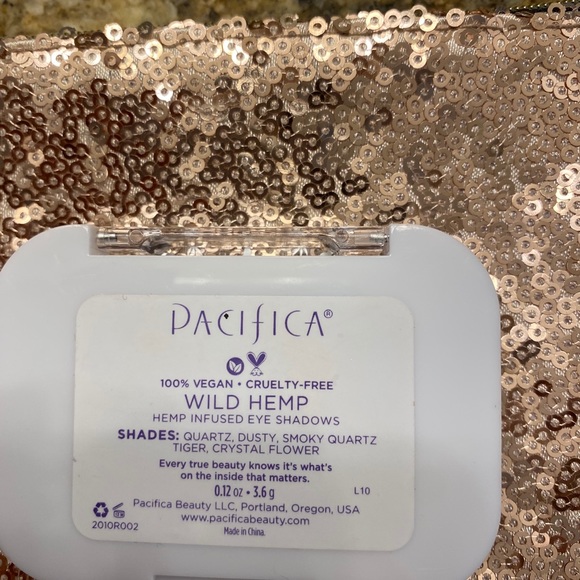 PACIFICA®
100% VEGAN • CRUELTY-FREE
WILD HEMP
HEMP INFUSED EYE SHADOWS
SHADES: QUARTZ, DUSTY, SMOKY QUARTZ
TIGER, CRYSTAL FLOWER
Every true beauty knows it's what's
on the inside that matters.
0.12 oz • 3.6 g
L10
Pacifica Beauty LLC, Portland, Oregon, USA
2010R002
www.pacificabeauty.com
Made in China.